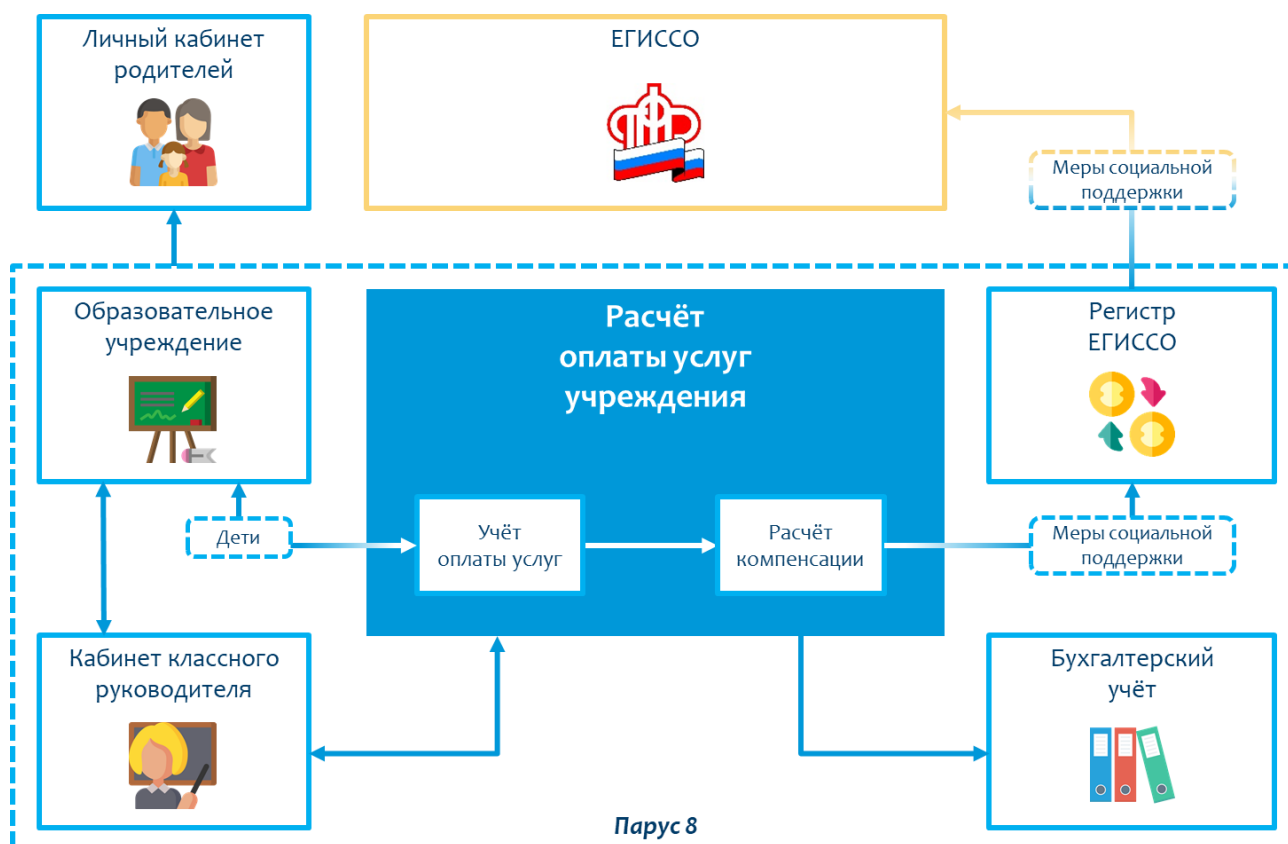 Личный кабинет
родителей
ЕГИССО
Меры социальной
поддержки
Образовательное
учреждение
Расчёт
оплаты услуг
учреждения
Регистр
ЕГИССО
Дети
Учёт
оплаты услуг
Расчёт
компенсации
Меры социальной
поддержки
Кабинет классного
руководителя
Бухгалтерский
учёт
Парус 8